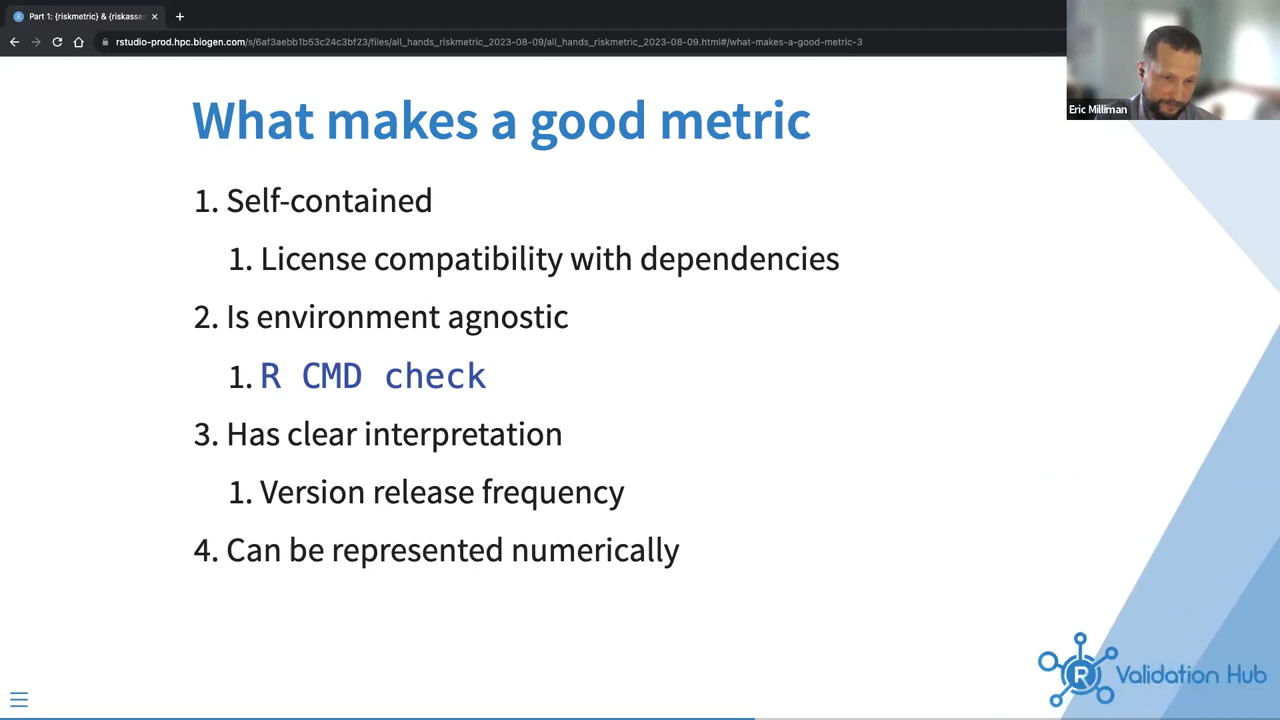 Part 1: {riskmetric} & {riskasses
rstudio-prod.hpc.biogen.com/s/6af3aebb1b53c24c3bf23/files/all_hands_riskmetric_2023-08-09/all_hands_riskmetric_2023-08-09.html#/what-makes-a-good-metric-3
Eric Milliman
What makes a good metric
1. Self-contained
1. License compatibility with dependencies
2. Is environment agnostic
1. R CMD check
3. Has clear interpretation
1. Version release frequency
4. Can be represented numerically
R Validation Hub